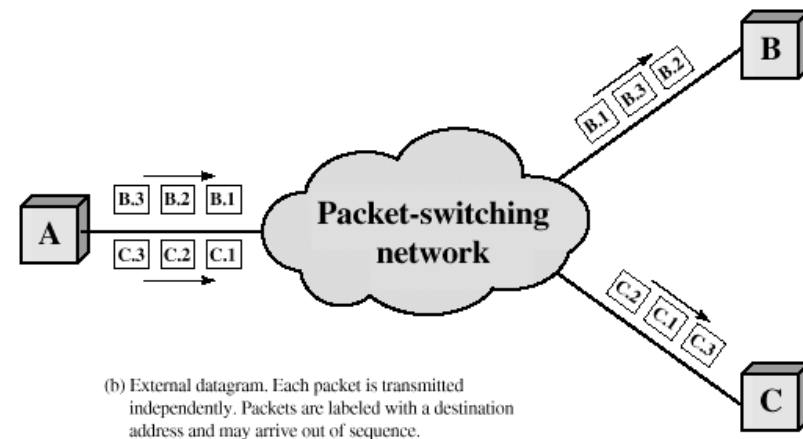 B
B.1 B.3 B.2
B.3 B.2 B.1
A
Packet-switching
network
C.3 C.2 C.1
C.2 C.1 C.3
C
(b) External datagram. Each packet is transmitted
independently. Packets are labeled with a destination
address and may arrive out of sequence.